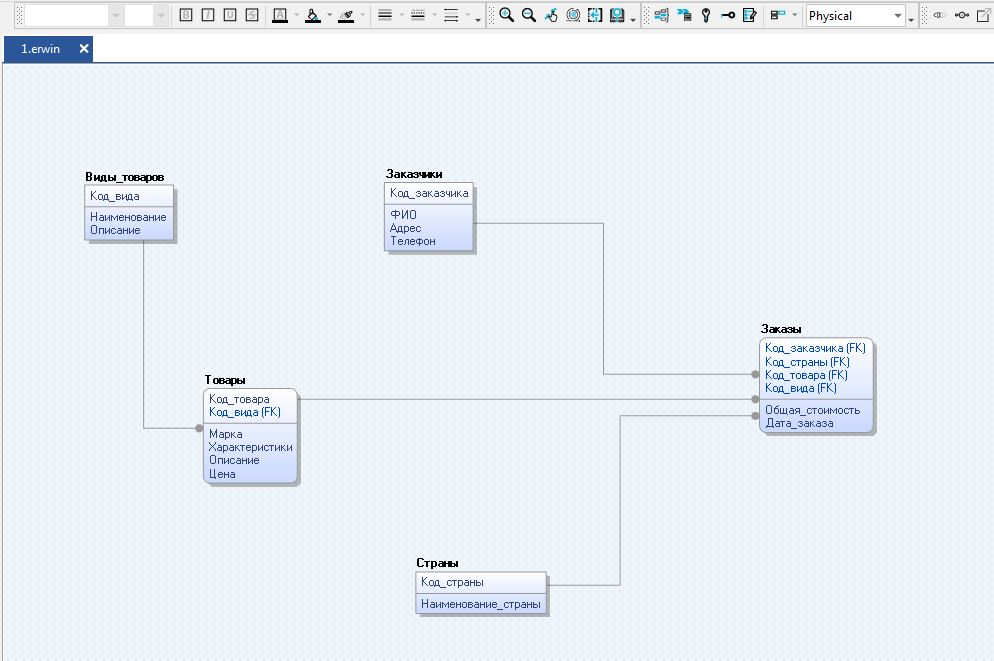 B I U S A
Physical
1.erwin
Виды_товаров
Код_вида
Наименование
Описание
Заказчики
Код_заказчика
ФИО
Адрес
Телефон
Заказы
Код_заказчика (FK)
Код_страны (FK)
Код_товара (FK)
Код_вида (FK)
Общая_стоимость
Дата_заказа
Товары
Код_товара
Код_вида (FK)
Марка
Характеристики
Описание
Цена
Страны
Код_страны
Наименование_страны